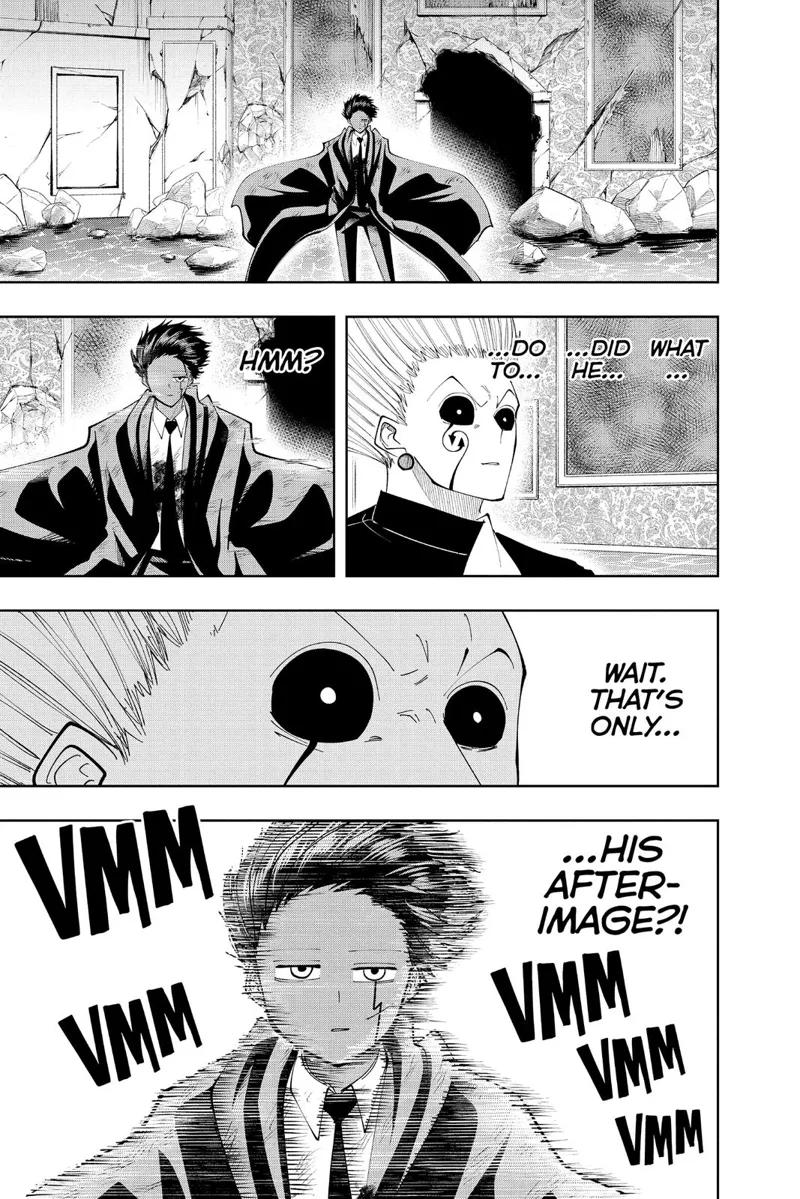 WHAT
...
...DID
HE...
...DO
TO...
HMM?
WAIT.
THAT'S
ONLY...
...HIS
AFTER-
IMAGE?!
VMM
VMM
VMM
VMM
VMM